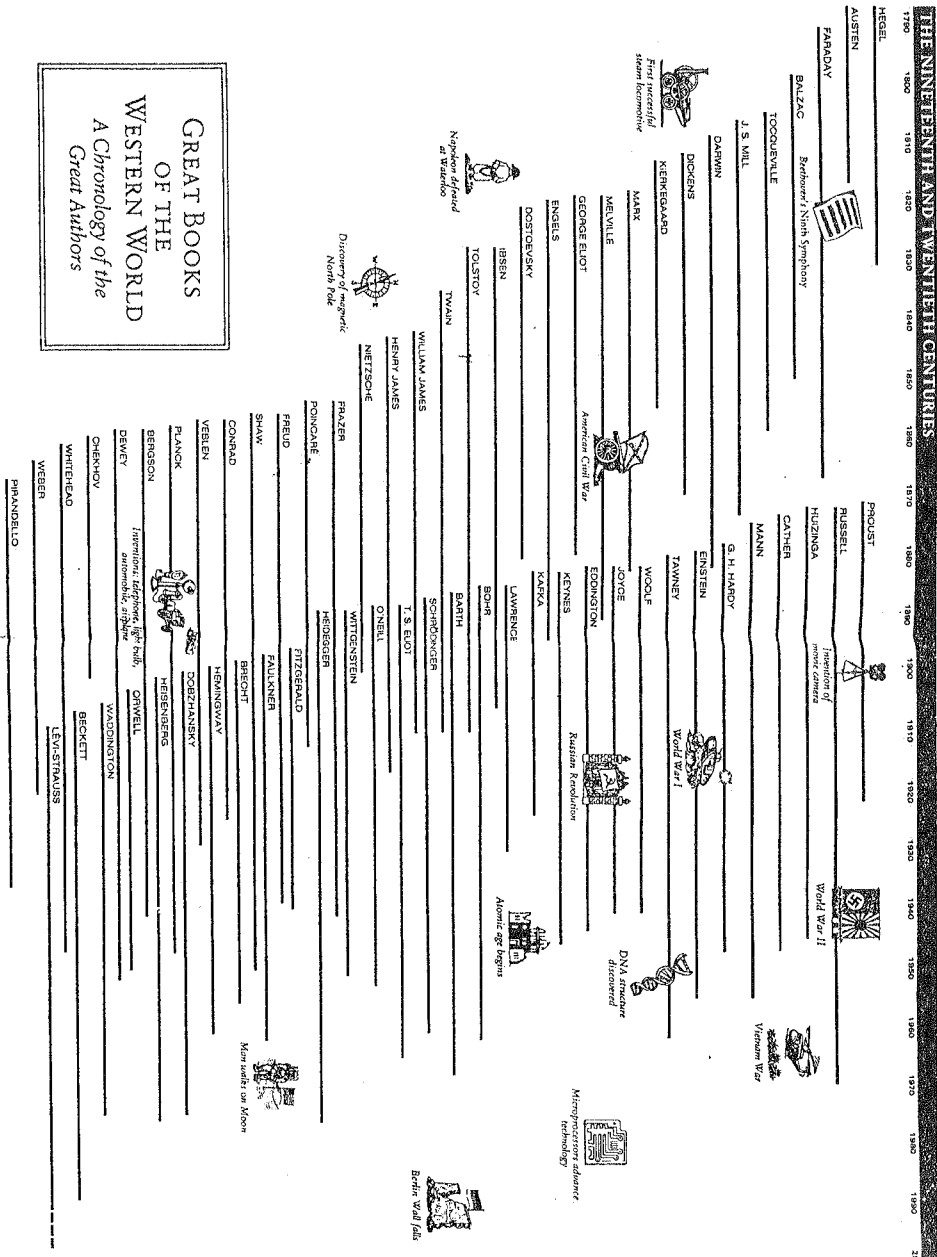 THE NINETEENTH AND TWENTIETH CENTURIES
1790 1800 1810 1820 1830 1840 1850 1860 1870 1880 1890 1900 1910 1920 1930 1940 1950 1960 1970 1980 1990
HEGEL
AUSTEN
FARADAY
BALZAC
TOCQUEVILLE
J. S. MILL
DARWIN
DICKENS
KIERKEGAARD
MARX
MELVILLE
GEORGE ELIOT
ENGELS
DOSTOEVSKY
IBSEN
TOLSTOY
TWAIN
WILLIAM JAMES
HENRY JAMES
NIETZSCHE
FRAZER
POINCARÉ
FREUD
SHAW
CONRAD
VEBLEN
PLANCK
BERGSON
DEWEY
CHEKHOV
WHITEHEAD
WEBER
PIRANDELLO
PROUST
RUSSELL
HUIZINGA
CATHER
MANN
G. H. HARDY
EINSTEIN
TAWNEY
WOOLF
JOYCE
EDDINGTON
KEYNES
KAFKA
LAWRENCE
BOHR
BARTH
SCHRÖDINGER
T. S. ELIOT
O'NEILL
WITTGENSTEIN
HEIDEGGER
FITZGERALD
FAULKNER
BRECHT
HEMINGWAY
DOBZHANSKY
HEISENBERG
ORWELL
WADDINGTON
BECKETT
LÉVI-STRAUSS
First successful
steam locomotive
Beethoven's Ninth Symphony
Napoleon defeated
at Waterloo
Discovery of magnetic
North Pole
American Civil War
Inventions: telephone, light bulb,
automobile, airplane
Invention of
movie camera
World War I
Russian Revolution
World War II
Atomic age begins
DNA structure
discovered
Vietnam War
Man walks on Moon
Microprocessors advance
technology
Berlin Wall falls
GREAT BOOKS
OF THE
WESTERN WORLD
A Chronology of the
Great Authors